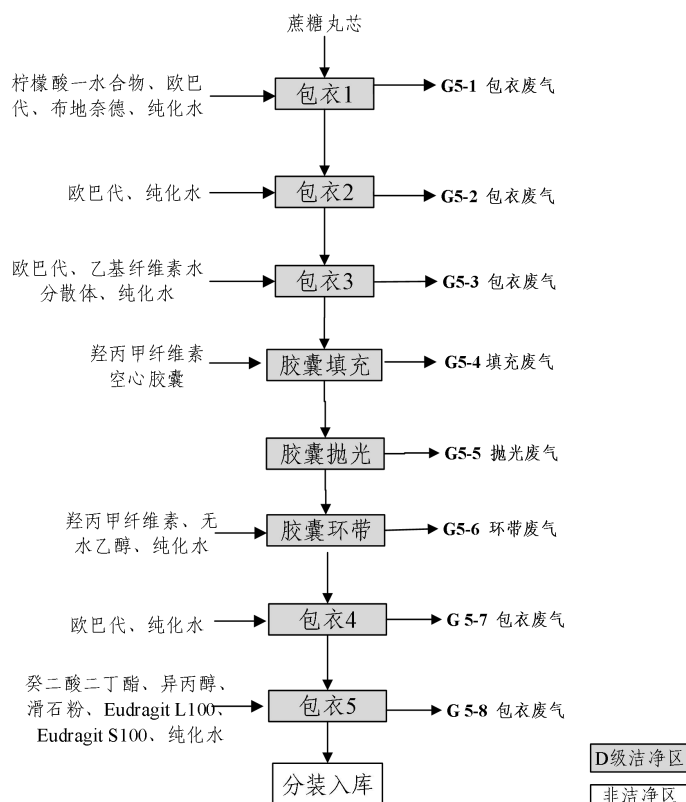 蔗糖丸芯
柠檬酸一水合物、欧巴
代、布地奈德、纯化水
包衣1
G5-1 包衣废气
欧巴代、纯化水
包衣2
G5-2 包衣废气
欧巴代、乙基纤维素水
分散体、纯化水
包衣3
G5-3 包衣废气
羟丙甲纤维素
空心胶囊
胶囊填充
G5-4 填充废气
胶囊抛光
G5-5 抛光废气
羟丙甲纤维素、无
水乙醇、纯化水
胶囊环带
G5-6 环带废气
欧巴代、纯化水
包衣4
G 5-7 包衣废气
癸二酸二丁酯、异丙醇、
滑石粉、Eudragit L100、
Eudragit S100、纯化水
包衣5
G 5-8 包衣废气
分装入库
D级洁净区
非洁净区